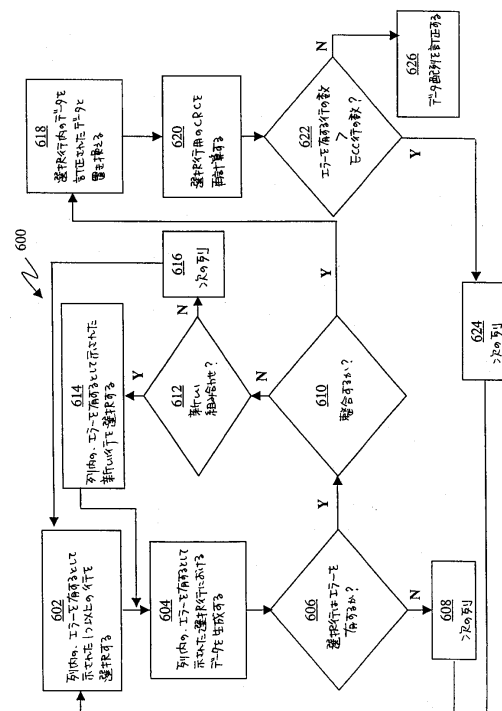 600
602
列内の、エラーを有するとして
示された1つ以上の行を
選択する
604
列内の、エラーを有するとして
示された選択行における
データを生成する
606
選択行はエラーを
有するか?
Y
N
608
次の列
610
整合するか?
Y
N
612
新しい
組み合わせ?
Y
N
614
列内の、エラーを有するとして示された
新しい行を選択する
616
次の列
618
選択行内のデータを
訂正されたデータと
置き換える
620
選択行用のCRCを
再計算する
622
エラーを有する行の数
>
ECC行の数?
Y
N
624
次の列
626
データ配列を訂正する